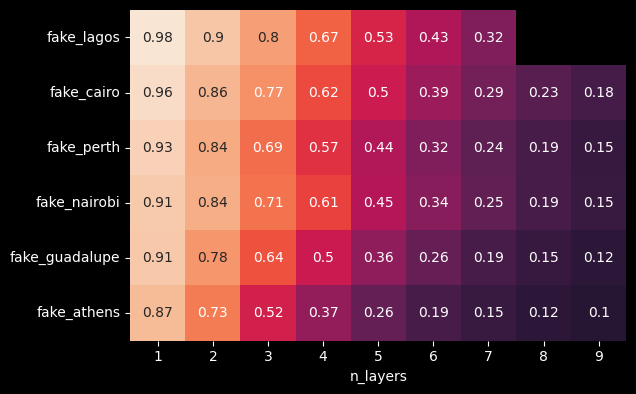 fake_lagos 0.98 0.9 0.8 0.67 0.53 0.43 0.32
fake_cairo 0.96 0.86 0.77 0.62 0.5 0.39 0.29 0.23 0.18
fake_perth 0.93 0.84 0.69 0.57 0.44 0.32 0.24 0.19 0.15
fake_nairobi 0.91 0.84 0.71 0.61 0.45 0.34 0.25 0.19 0.15
fake_guadalupe 0.91 0.78 0.64 0.5 0.36 0.26 0.19 0.15 0.12
fake_athens 0.87 0.73 0.52 0.37 0.26 0.19 0.15 0.12 0.1
1 2 3 4 5 6 7 8 9
n_layers